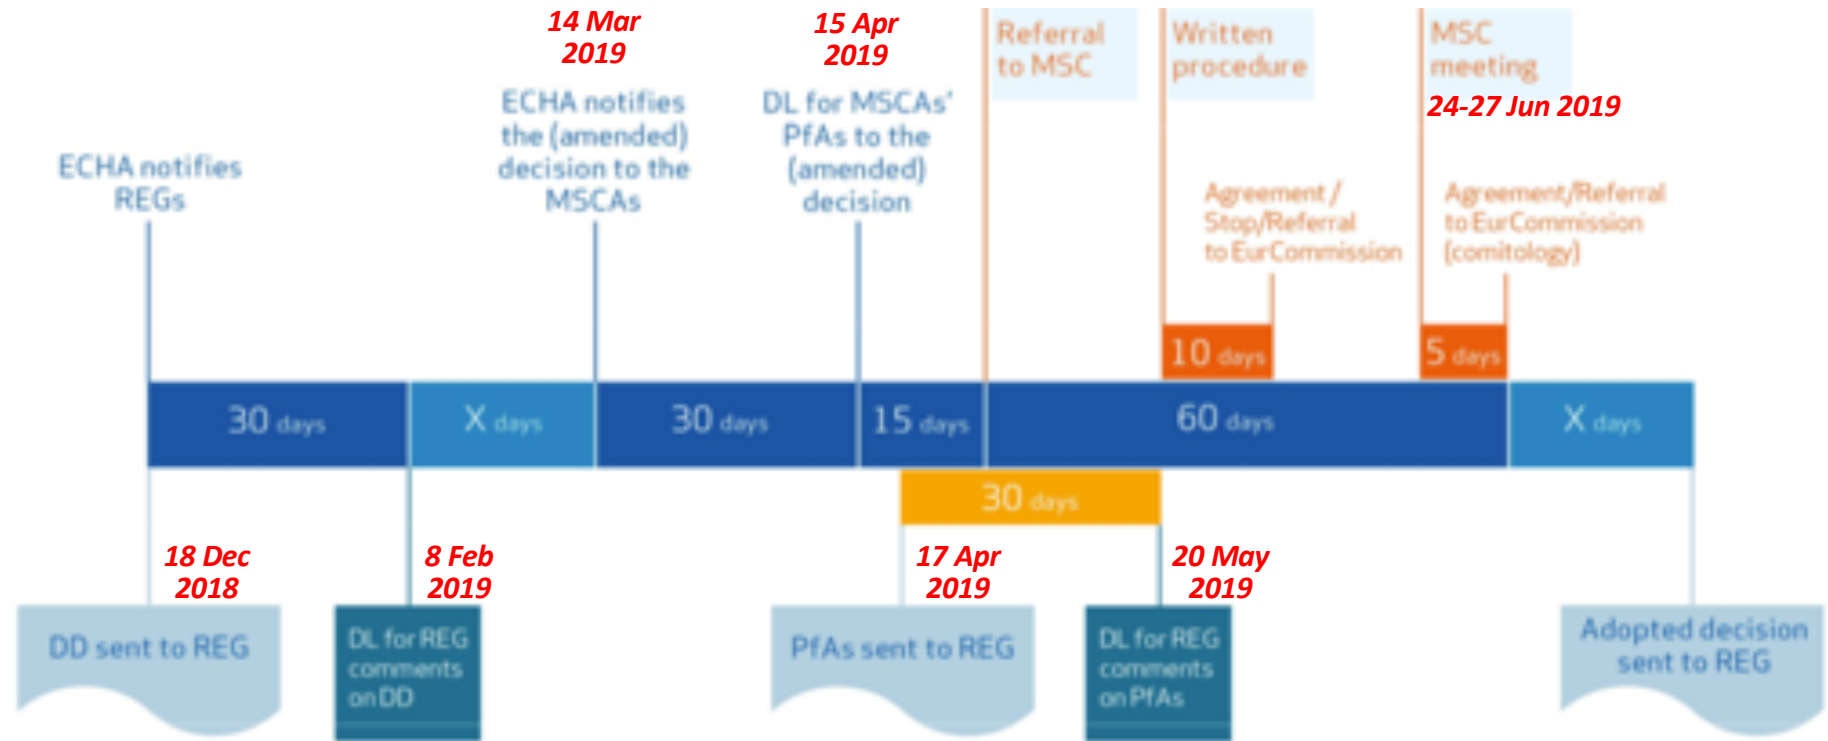 14 Mar
2019
15 Apr
2019
Referral
to MSC
Written
procedure
MSC
meeting
24-27 Jun 2019
ECHA notifies
REGs
ECHA notifies
the (amended)
decision to the
MSCAs
DL for MSCAs'
PfAs to the
(amended)
decision
Agreement /
Stop/Referral
to EurCommission
Agreement/Referral
to EurCommission
(comitology)
10 days
5 days
30 days
X days
30 days
15 days
60 days
X days
30 days
18 Dec
2018
8 Feb
2019
17 Apr
2019
20 May
2019
DD sent to REG
DL for REG
comments
on DD
PfAs sent to REG
DL for REG
comments
on PfAs
Adopted decision
sent to REG